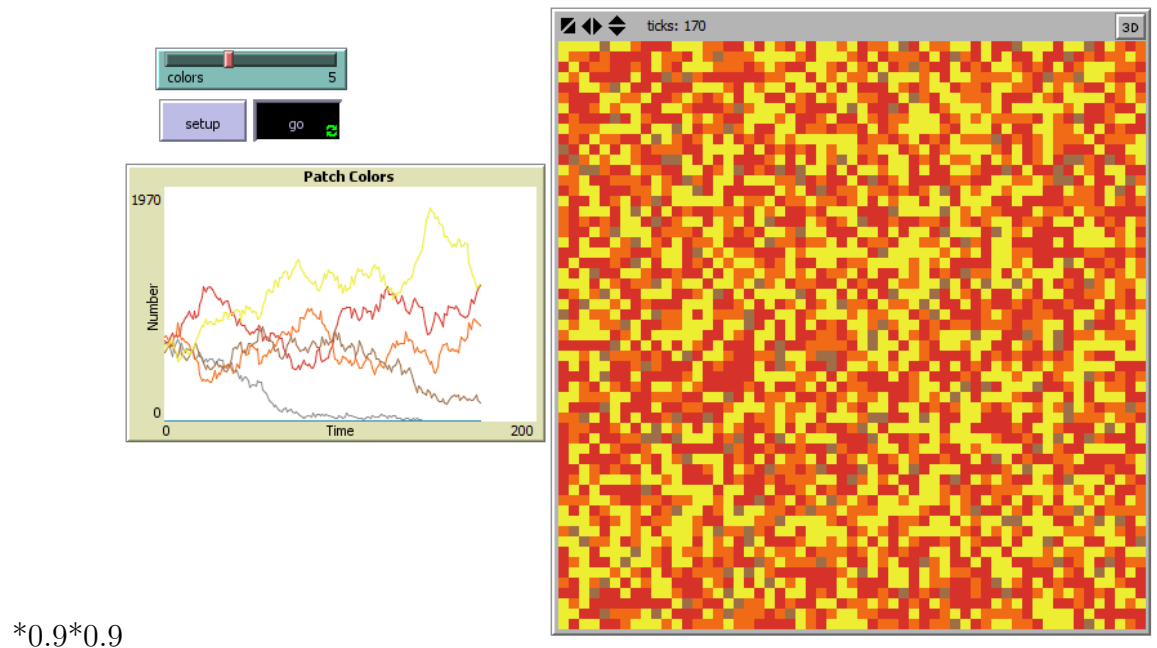 ticks: 170
3D
colors 5
setup
go
Patch Colors
1970
Number
0
0 Time 200
*0.9*0.9